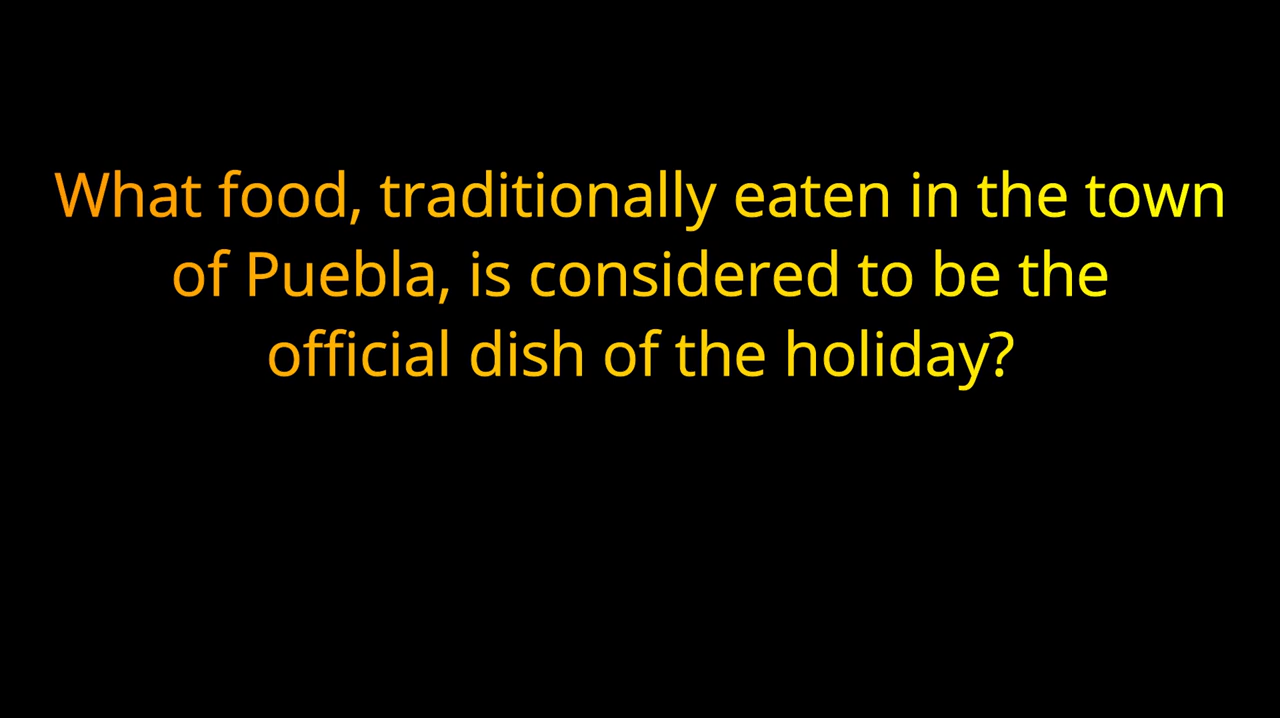 What food, traditionally eaten in the town
of Puebla, is considered to be the
official dish of the holiday?